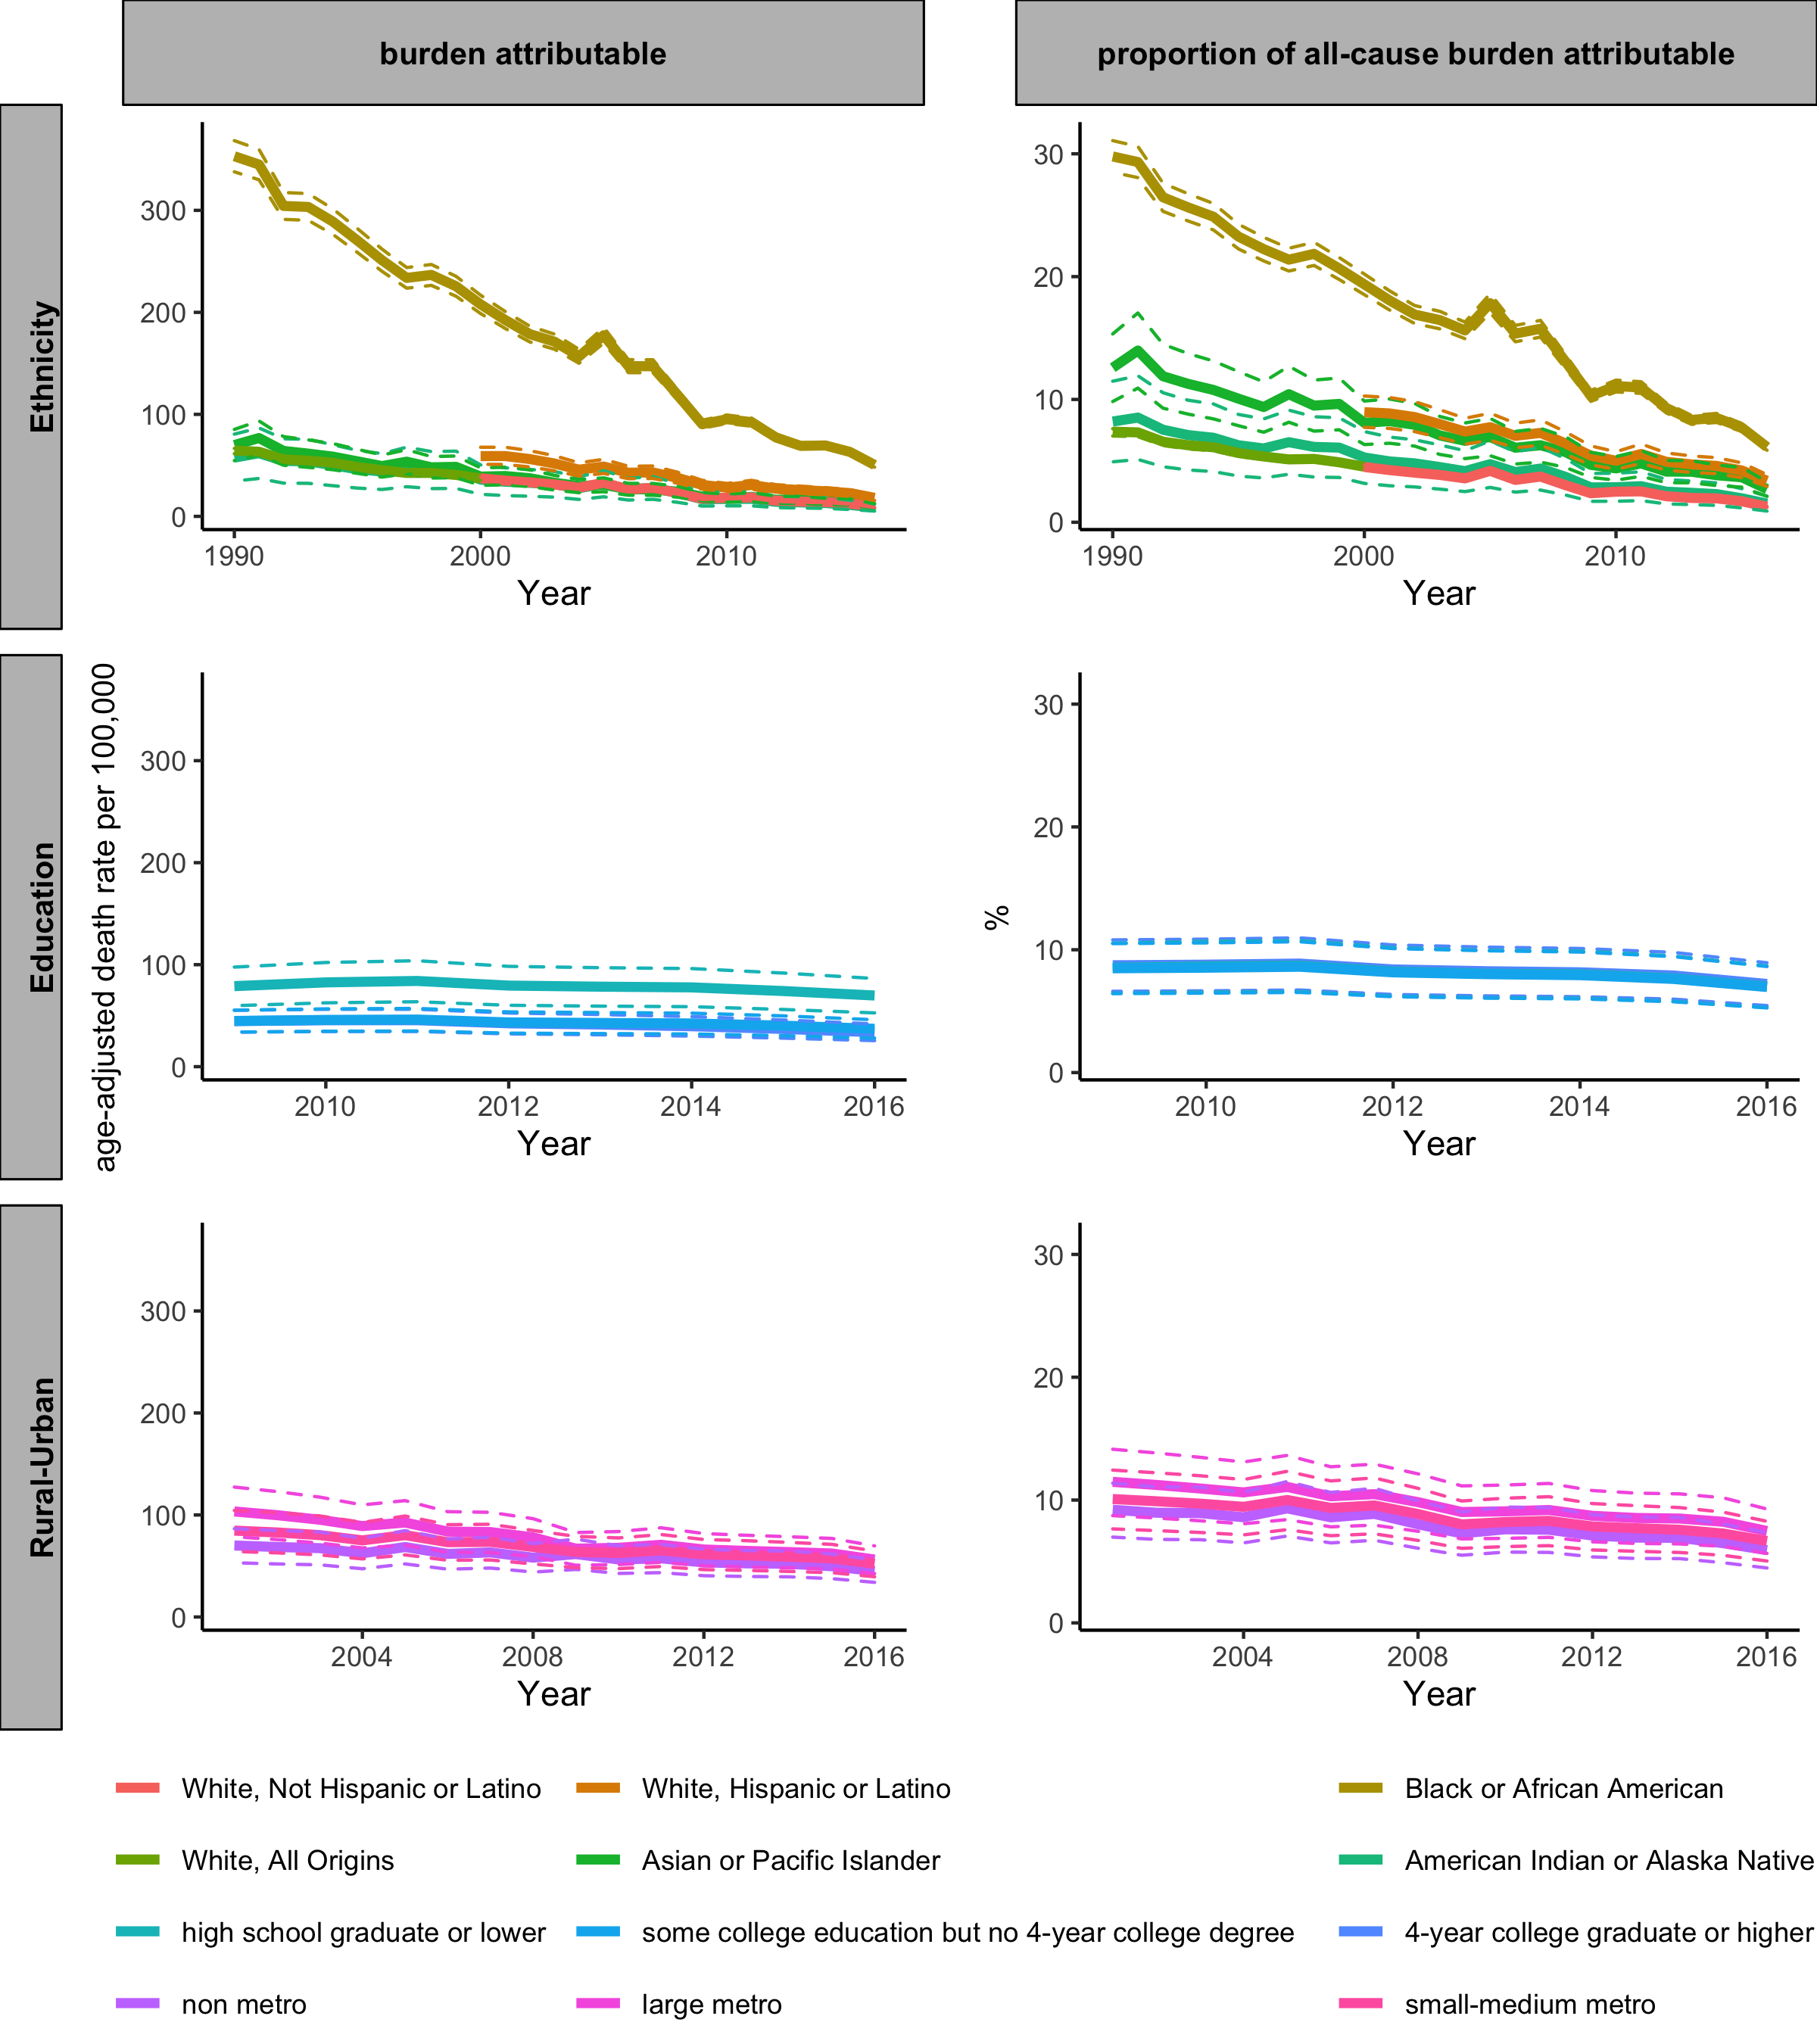 burden attributable
proportion of all-cause burden attributable
Ethnicity
300
200
100
0
1990
2000
2010
Year
30
20
10
0
1990
2000
2010
Year
Education
age-adjusted death rate per 100,000
300
200
100
0
2010
2012
2014
2016
Year
%
30
20
10
0
2010
2012
2014
2016
Year
Rural-Urban
300
200
100
0
2004
2008
2012
2016
Year
30
20
10
0
2004
2008
2012
2016
Year
White, Not Hispanic or Latino
White, Hispanic or Latino
Black or African American
White, All Origins
Asian or Pacific Islander
American Indian or Alaska Native
high school graduate or lower
some college education but no 4-year college degree
4-year college graduate or higher
non metro
large metro
small-medium metro